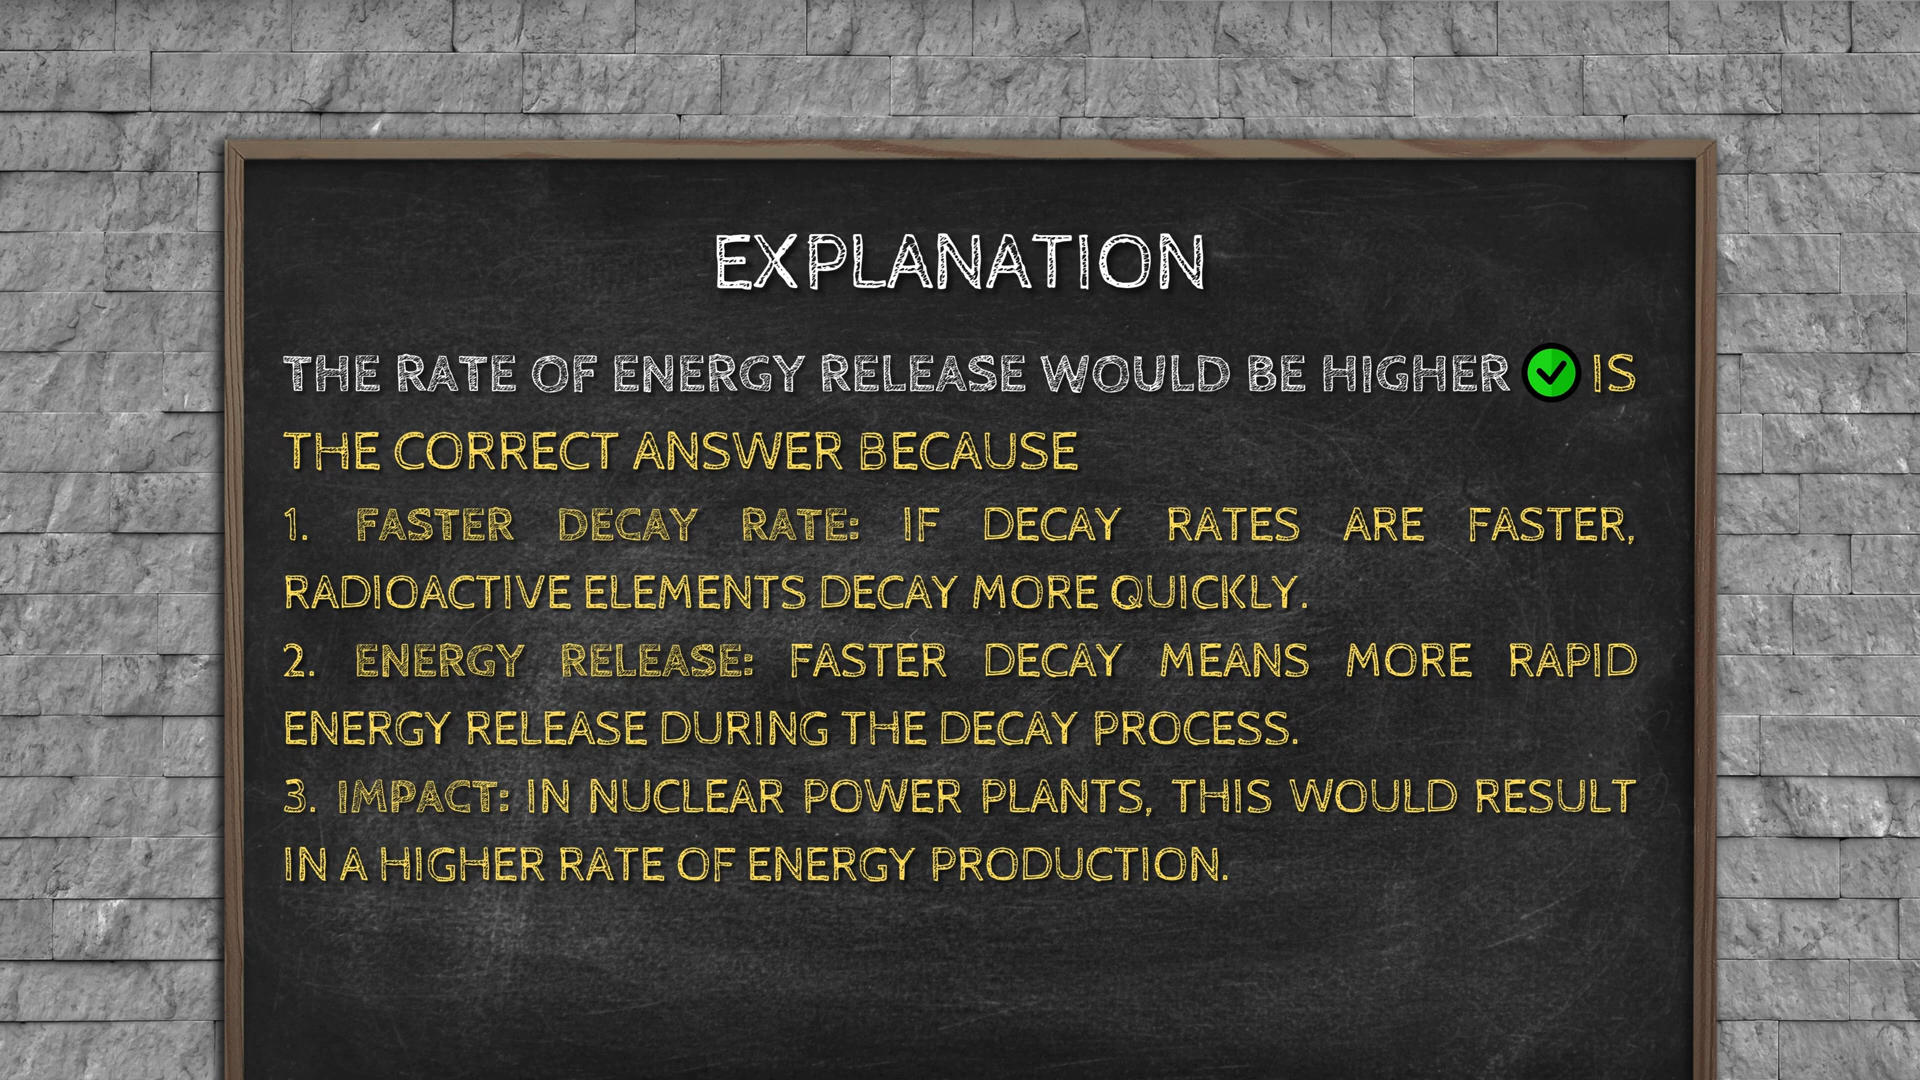 EXPLANATION
THE RATE OF ENERGY RELEASE WOULD BE HIGHER ✅ IS
THE CORRECT ANSWER BECAUSE
1. FASTER DECAY RATE: IF DECAY RATES ARE FASTER,
RADIOACTIVE ELEMENTS DECAY MORE QUICKLY.
2. ENERGY RELEASE: FASTER DECAY MEANS MORE RAPID
ENERGY RELEASE DURING THE DECAY PROCESS.
3. IMPACT: IN NUCLEAR POWER PLANTS, THIS WOULD RESULT
IN A HIGHER RATE OF ENERGY PRODUCTION.